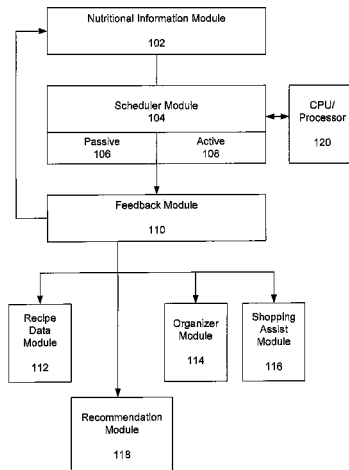 Nutritional Information Module
102
Scheduler Module
104
Passive
106
Active
108
CPU/
Processor
120
Feedback Module
110
Recipe
Data
Module
112
Organizer
Module
114
Shopping
Assist
Module
116
Recommendation
Module
118